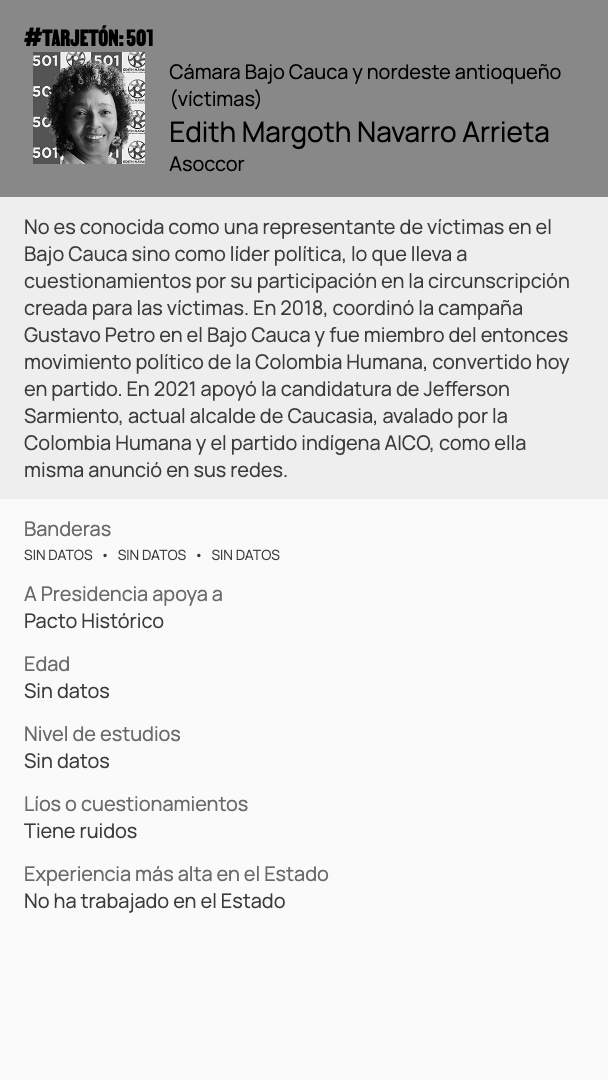 #TARJETÓN: 501
501 501
501
501
501
Cámara Bajo Cauca y nordeste antioqueño
(víctimas)
Edith Margoth Navarro Arrieta
Asoccor
No es conocida como una representante de víctimas en el
Bajo Cauca sino como líder política, lo que lleva a
cuestionamientos por su participación en la circunscripción
creada para las víctimas. En 2018, coordinó la campaña
Gustavo Petro en el Bajo Cauca y fue miembro del entonces
movimiento político de la Colombia Humana, convertido hoy
en partido. En 2021 apoyó la candidatura de Jefferson
Sarmiento, actual alcalde de Caucasia, avalado por la
Colombia Humana y el partido indígena AICO, como ella
misma anunció en sus redes.
Banderas
SIN DATOS • SIN DATOS • SIN DATOS
A Presidencia apoya a
Pacto Histórico
Edad
Sin datos
Nivel de estudios
Sin datos
Líos o cuestionamientos
Tiene ruidos
Experiencia más alta en el Estado
No ha trabajado en el Estado